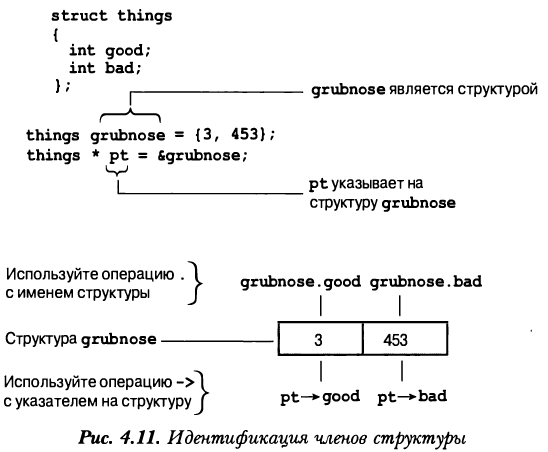 struct things
{
int good;
int bad;
};
grubnose является структурой
things grubnose = {3, 453};
things * pt = &grubnose;
pt указывает на
структуру grubnose
Используйте операцию .
с именем структуры
grubnose.good grubnose.bad
Структура grubnose
3 453
Используйте операцию ->
с указателем на структуру
pt→good pt→bad
Рис. 4.11. Идентификация членов структуры